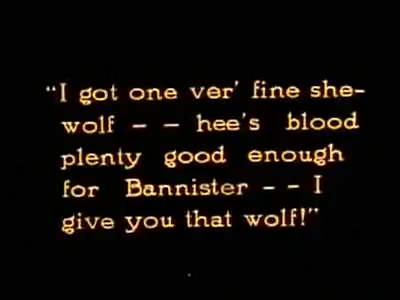 “I got one ver' fine she-
wolf - - hee's blood
plenty good enough
for Bannister - - I
give you that wolf!”